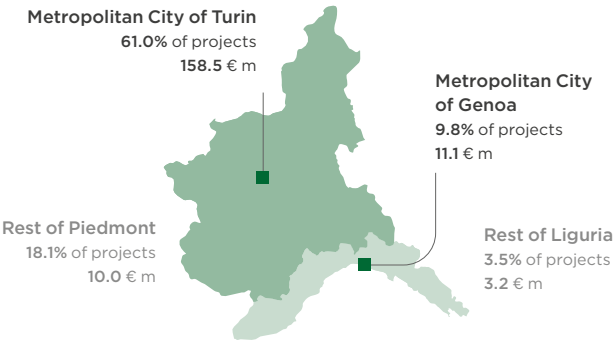 Metropolitan City of Turin
61.0% of projects
158.5 € m
Metropolitan City
of Genoa
9.8% of projects
11.1 € m
Rest of Piedmont
18.1% of projects
10.0 € m
Rest of Liguria
3.5% of projects
3.2 € m